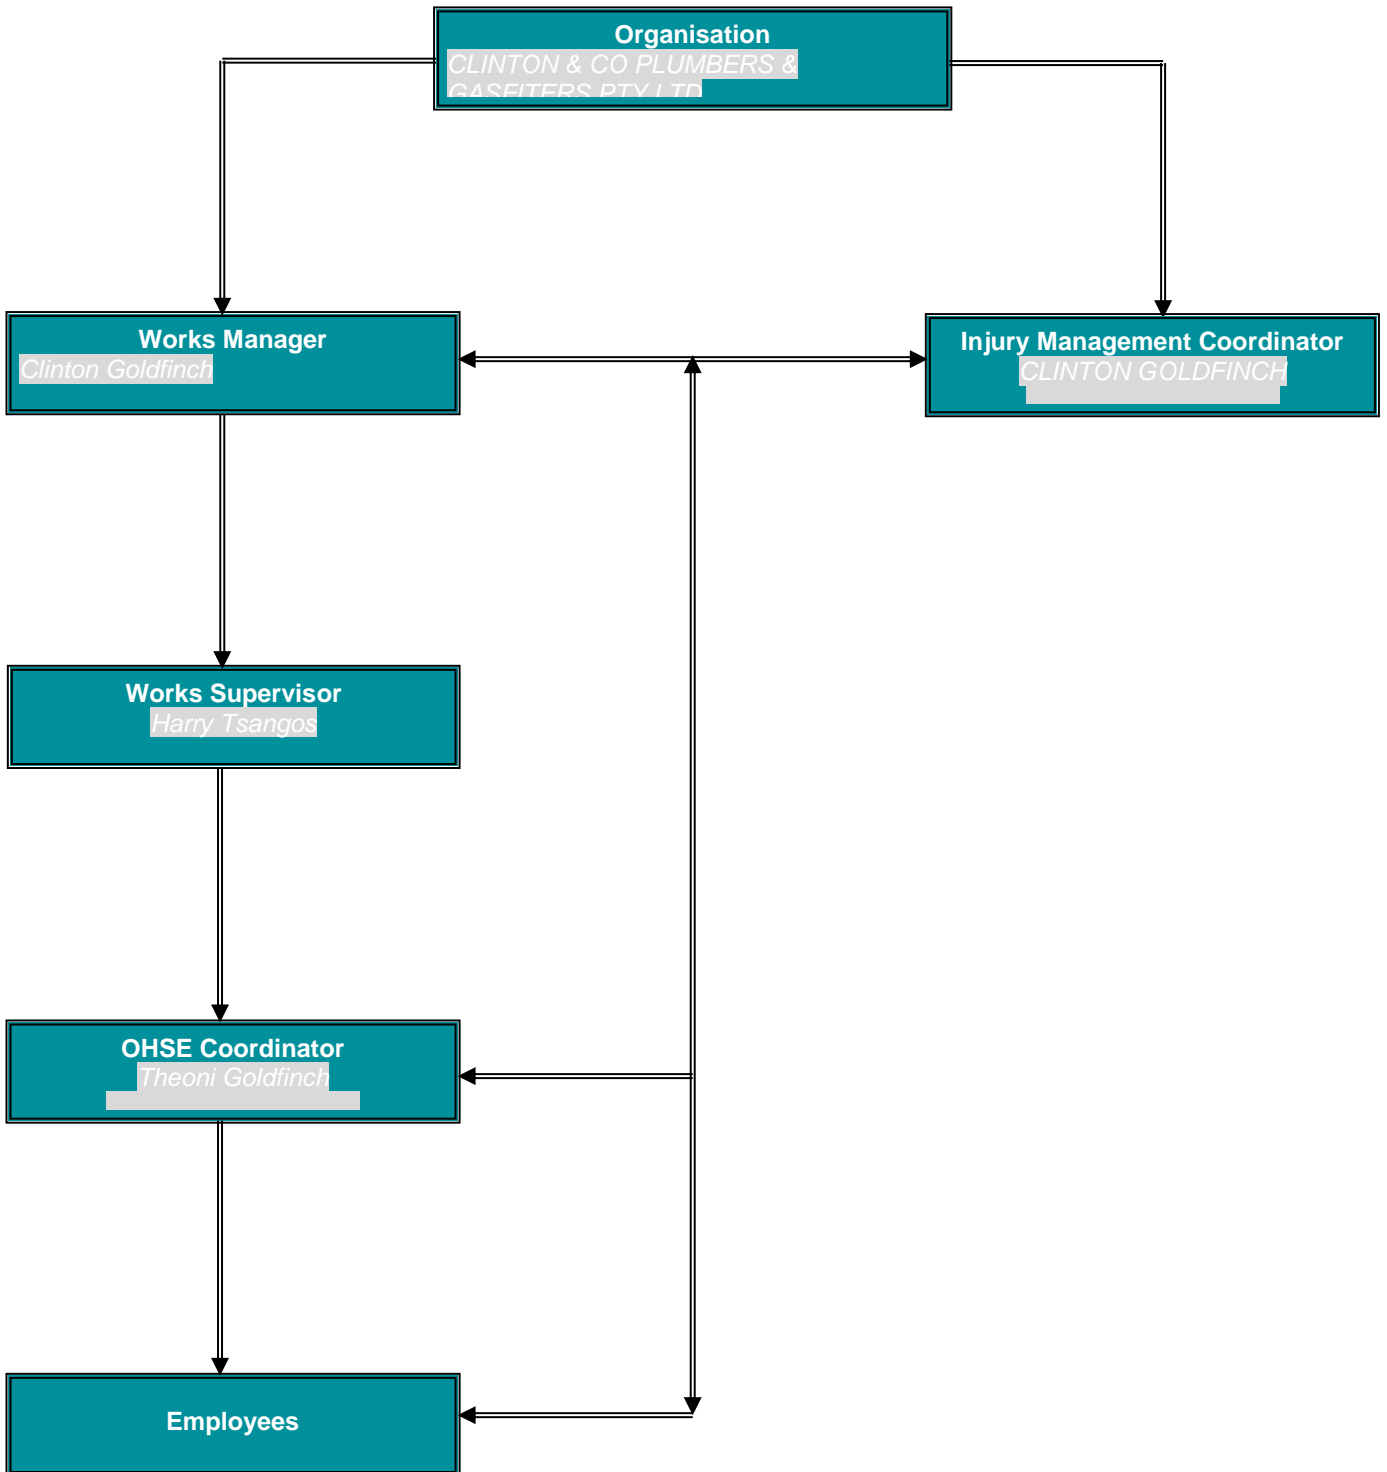 Organisation
CLINTON & CO PLUMBERS &
GASFITERS PTY LTD
Works Manager
Clinton Goldfinch
Injury Management Coordinator
CLINTON GOLDFINCH
Works Supervisor
Harry Tsangos
OHSE Coordinator
Theoni Goldfinch
Employees